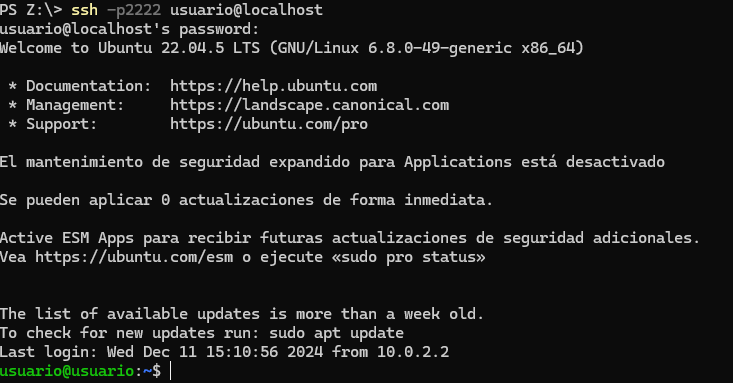 PS Z:\> ssh -p2222 usuario@localhost
usuario@localhost's password:
Welcome to Ubuntu 22.04.5 LTS (GNU/Linux 6.8.0-49-generic x86_64)
* Documentation: https://help.ubuntu.com
* Management: https://landscape.canonical.com
* Support: https://ubuntu.com/pro
El mantenimiento de seguridad expandido para Applications está desactivado
Se pueden aplicar 0 actualizaciones de forma inmediata.
Active ESM Apps para recibir futuras actualizaciones de seguridad adicionales.
Vea https://ubuntu.com/esm o ejecute «sudo pro status»
The list of available updates is more than a week old.
To check for new updates run: sudo apt update
Last login: Wed Dec 11 15:10:56 2024 from 10.0.2.2
usuario@usuario:~$